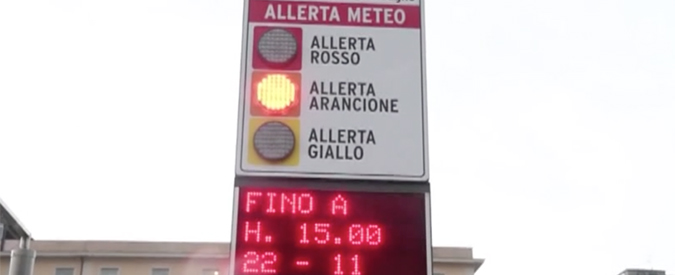 ALLERTA METEO
ALLERTA
ROSSO
ALLERTA
ARANCIONE
ALLERTA
GIALLO
FINO A
H. 15.00
22 - 11